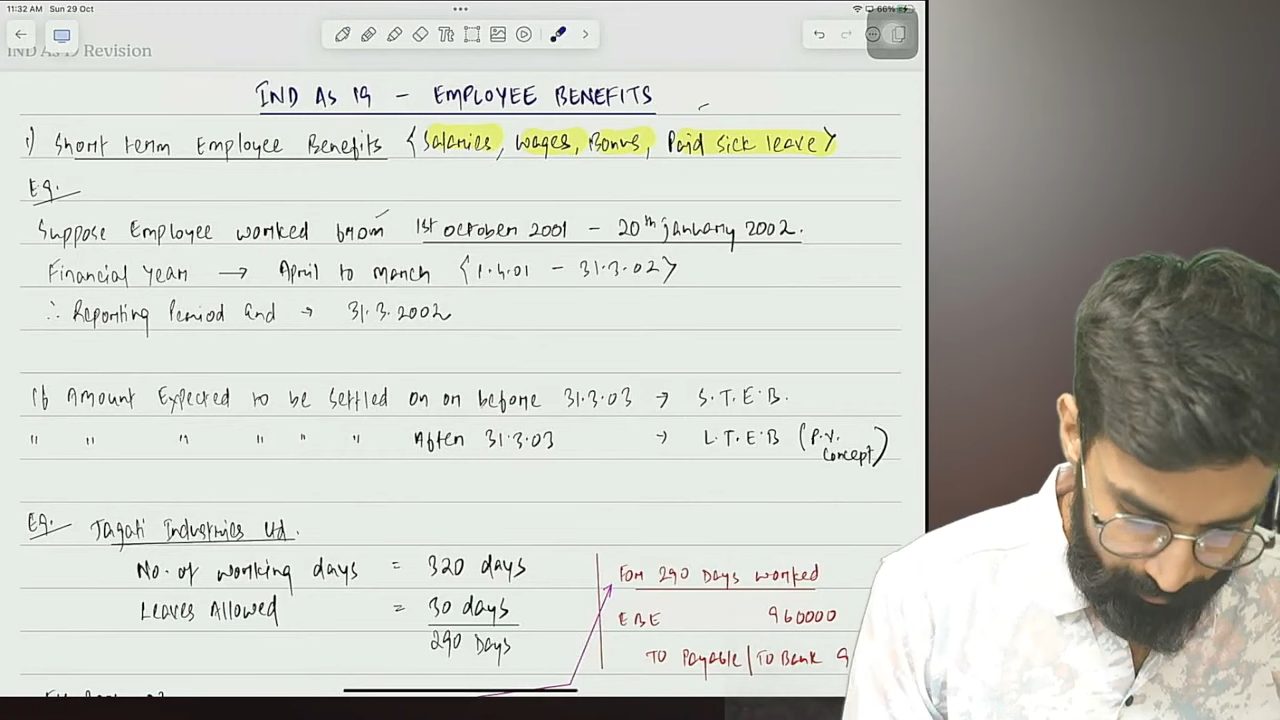 11:32 AM Sun 29 Oct
66%
IND AS 19 Revision
IND AS 19 - EMPLOYEE BENEFITS
1) Short term Employee Benefits {Salaries, wages, Bonus, Paid sick leave}
Eg.
Suppose Employee worked from 1st october 2001 - 20th january 2002.
Financial year → April to march {1.4.01 - 31.3.02}
∴ Reporting Period end → 31.3.2002
If Amount Expected to be settled on or before 31.3.03 → S.T.E.B.
" " " " " " After 31.3.03 → L.T.E.B (P.V. concept)
Eg. Jagati Industries Ltd.
No. of working days = 320 days
Leaves Allowed = 30 days
290 Days
For 290 Days worked
EBE 960000
To Payable/To Bank 9